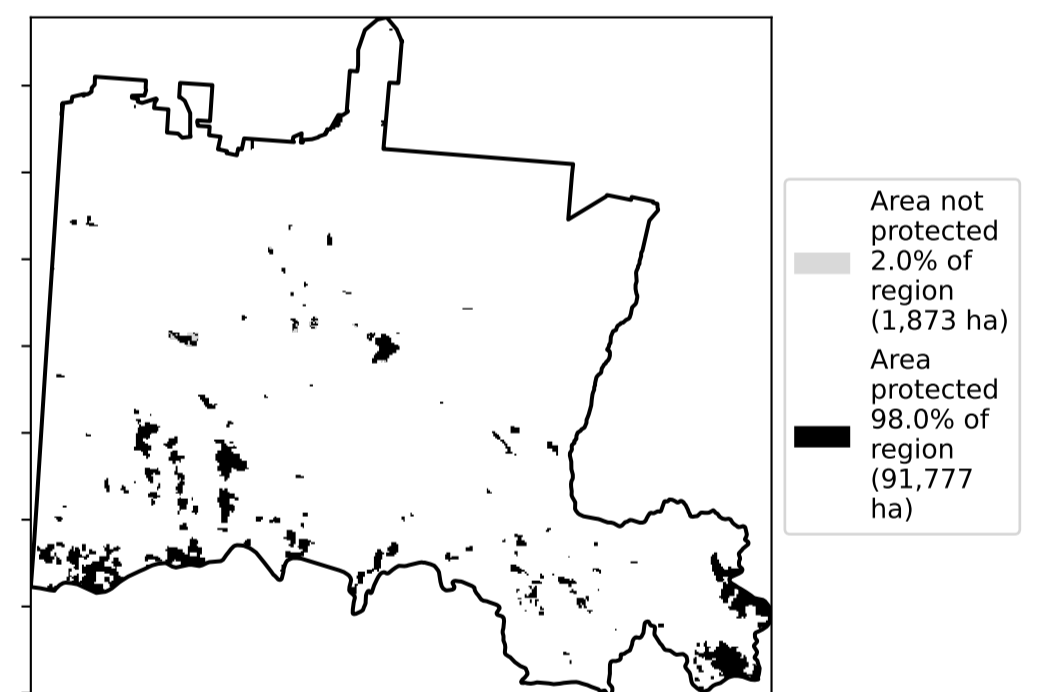 Area not
protected
2.0% of
region
(1,873 ha)
Area
protected
98.0% of
region
(91,777
ha)